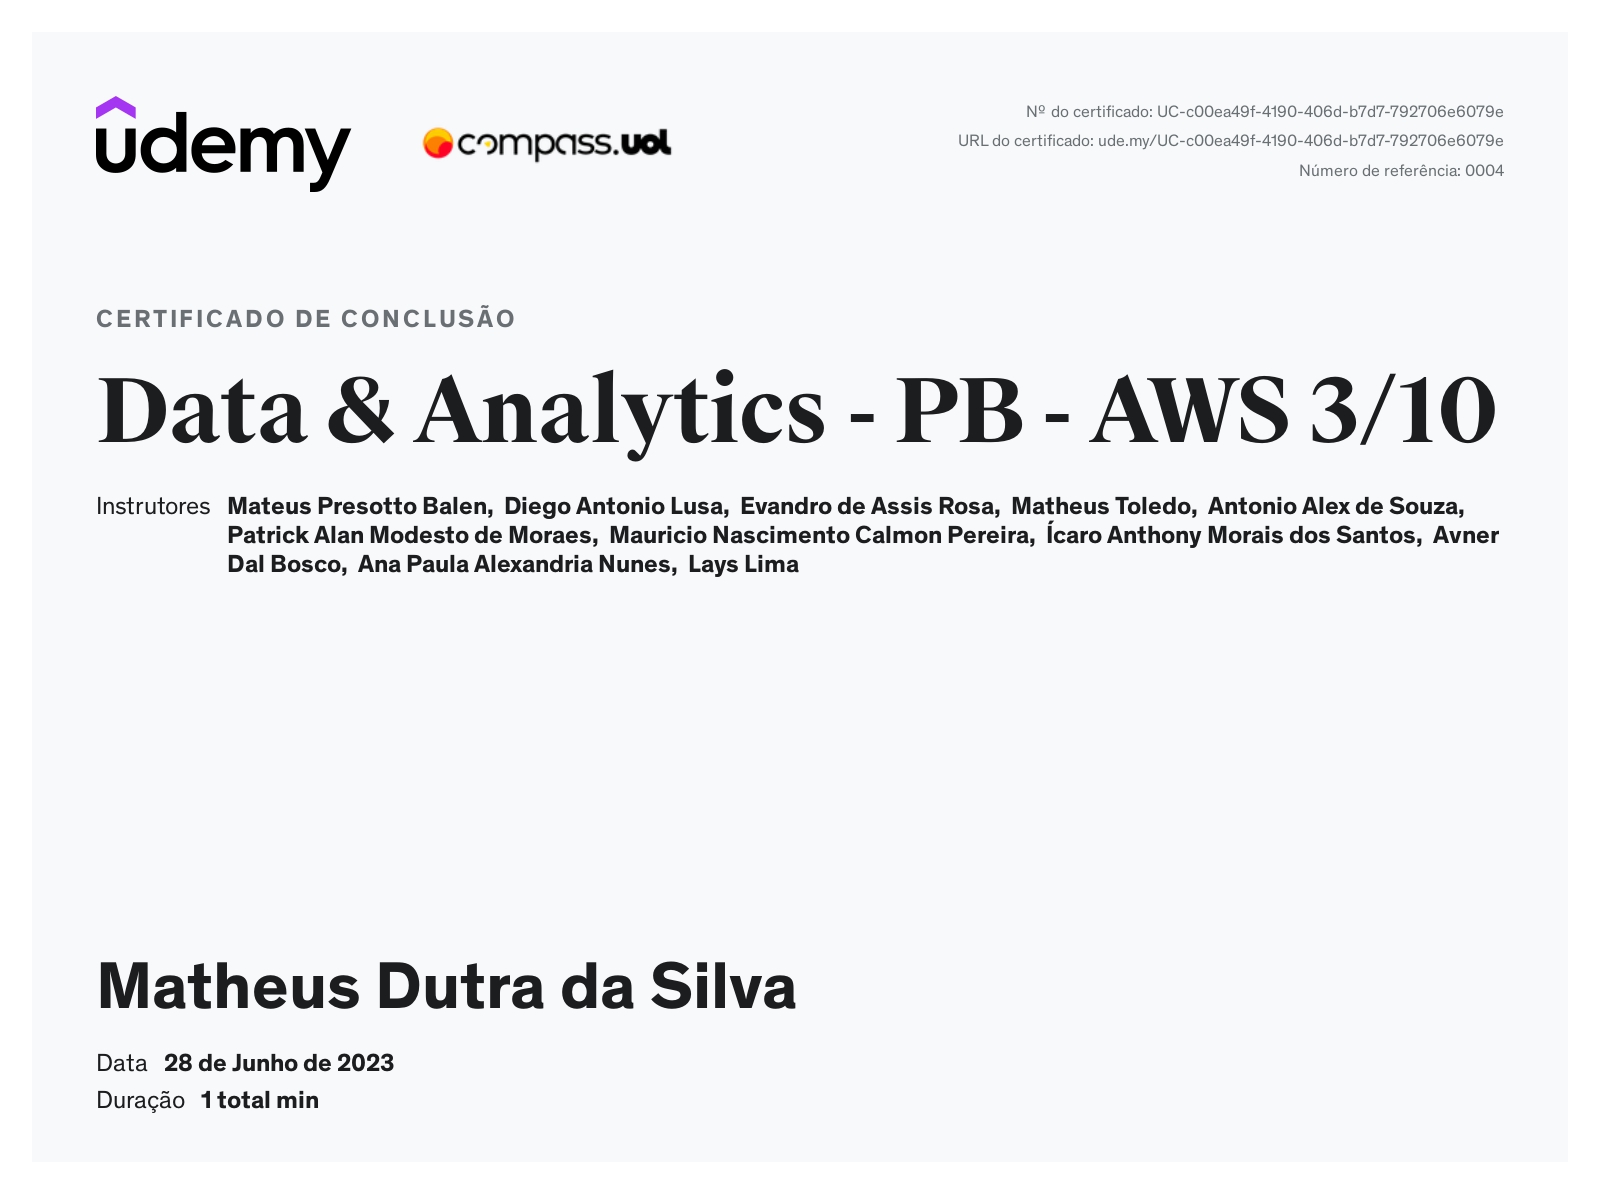 udemy
compass.uol
Nº do certificado: UC-c00ea49f-4190-406d-b7d7-792706e6079e
URL do certificado: ude.my/UC-c00ea49f-4190-406d-b7d7-792706e6079e
Número de referência: 0004
CERTIFICADO DE CONCLUSÃO
Data & Analytics - PB - AWS 3/10
Instrutores Mateus Presotto Balen, Diego Antonio Lusa, Evandro de Assis Rosa, Matheus Toledo, Antonio Alex de Souza,
Patrick Alan Modesto de Moraes, Mauricio Nascimento Calmon Pereira, Ícaro Anthony Morais dos Santos, Avner
Dal Bosco, Ana Paula Alexandria Nunes, Lays Lima
Matheus Dutra da Silva
Data 28 de Junho de 2023
Duração 1 total min